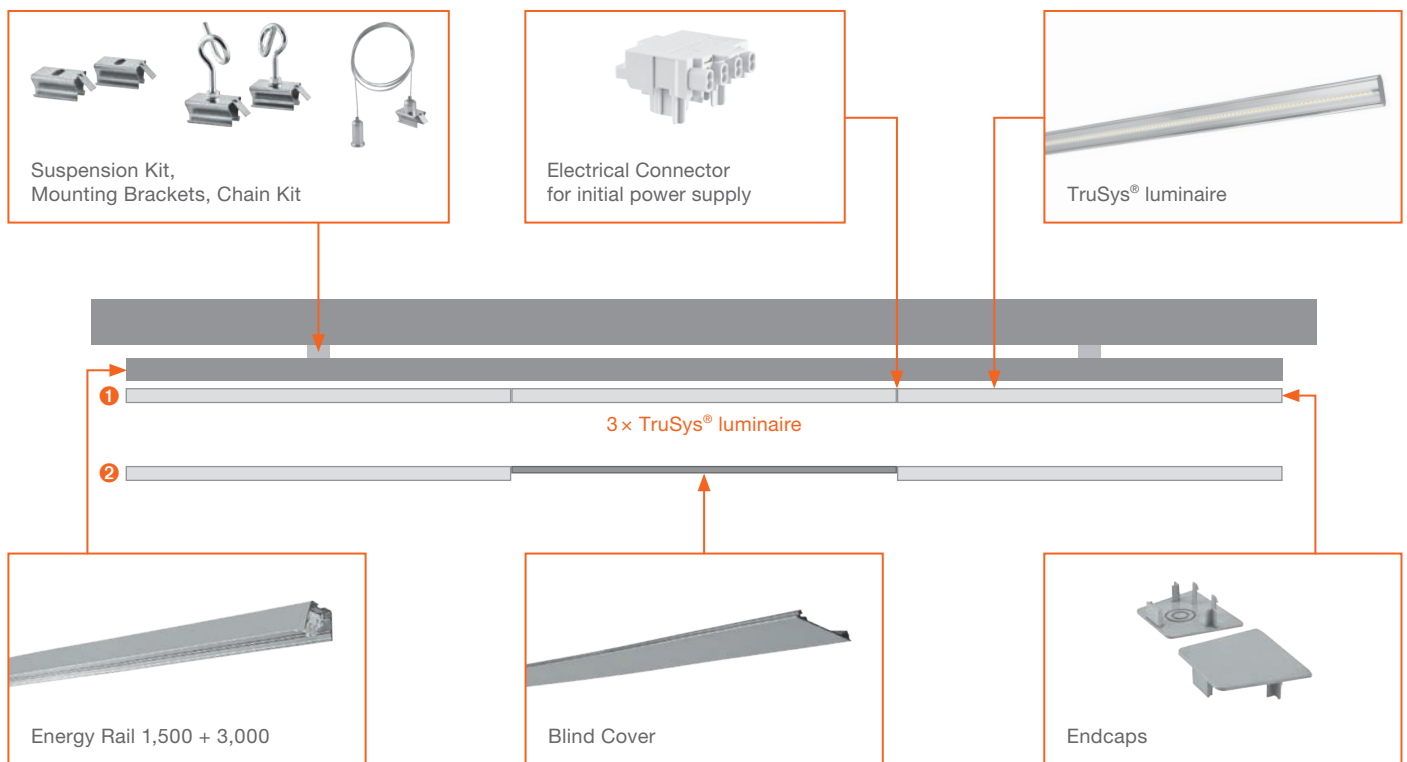 Suspension Kit,
Mounting Brackets, Chain Kit
Electrical Connector
for initial power supply
TruSys® luminaire
1
3 × TruSys® luminaire
2
Energy Rail 1,500 + 3,000
Blind Cover
Endcaps